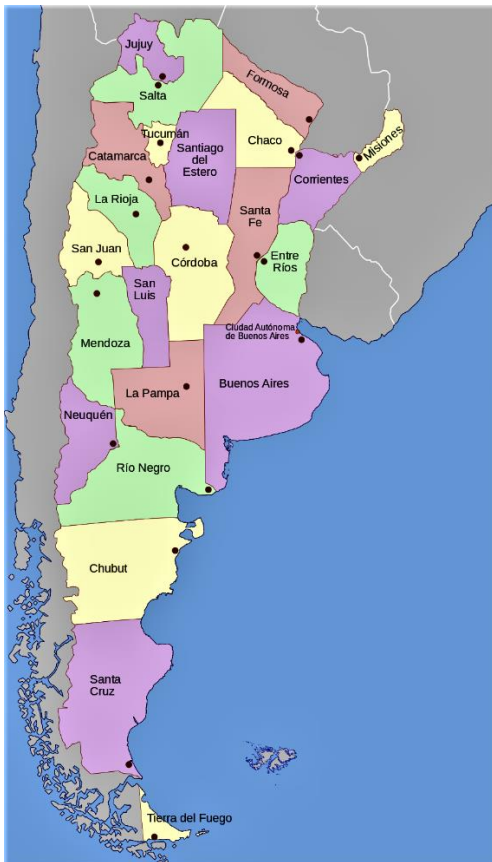 Jujuy
Salta
Formosa
Tucumán
Chaco
Misiones
Catamarca
Santiago
del
Estero
Corrientes
La Rioja
Santa
Fe
San Juan
Córdoba
Entre
Ríos
San
Luis
Ciudad Autónoma
de Buenos Aires
Mendoza
Buenos Aires
La Pampa
Neuquén
Río Negro
Chubut
Santa
Cruz
Tierra del Fuego